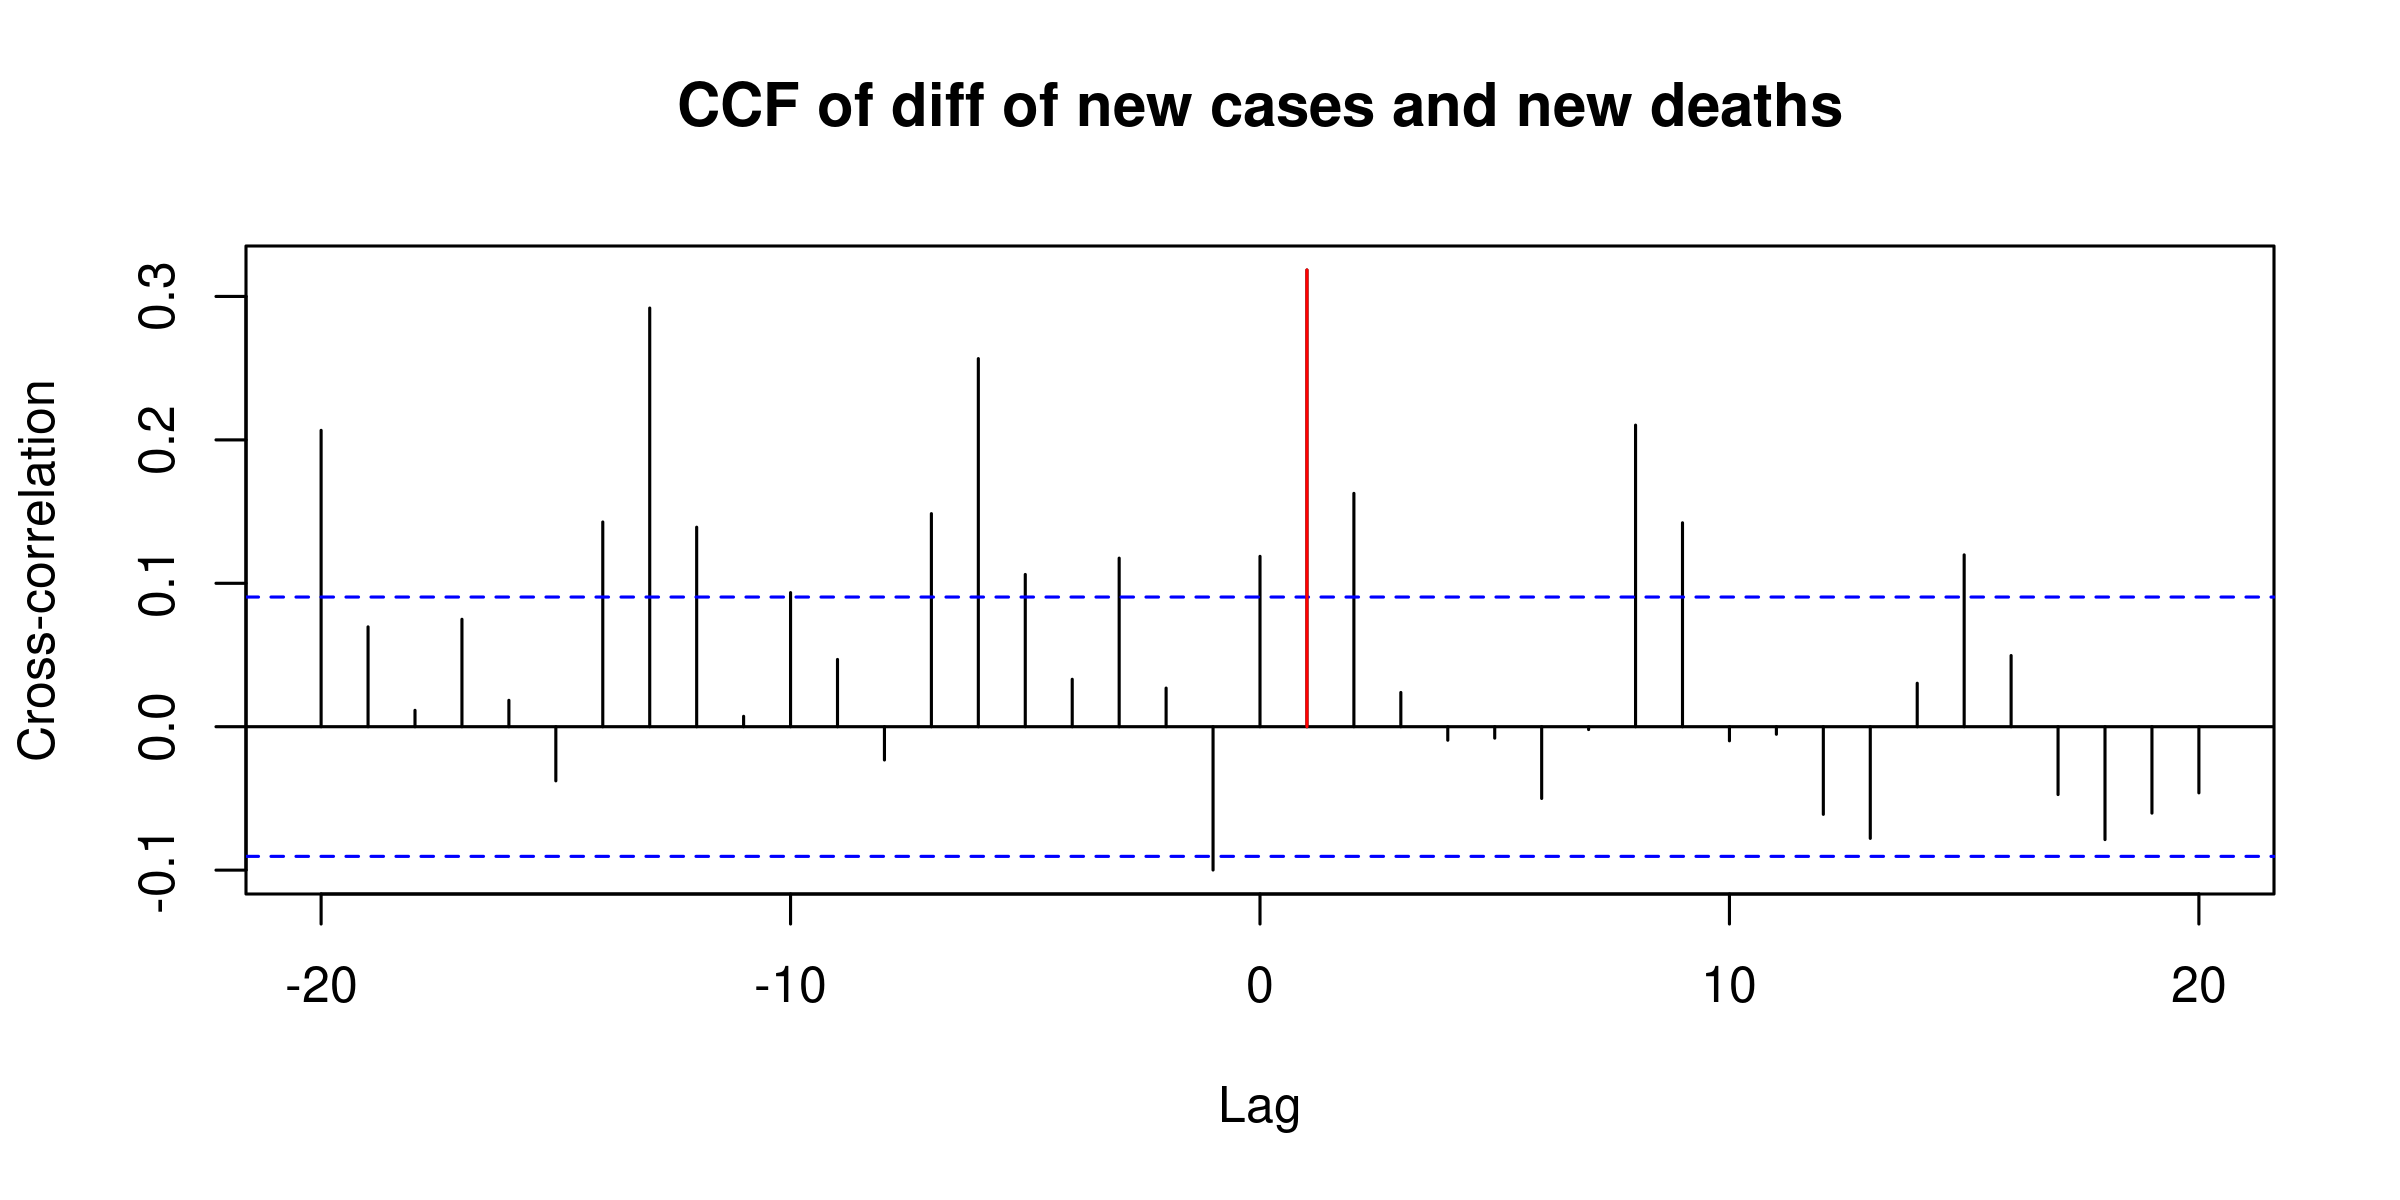 CCF of diff of new cases and new deaths
Cross-correlation
0.3
0.2
0.1
0.0
-0.1
-20 -10 0 10 20
Lag